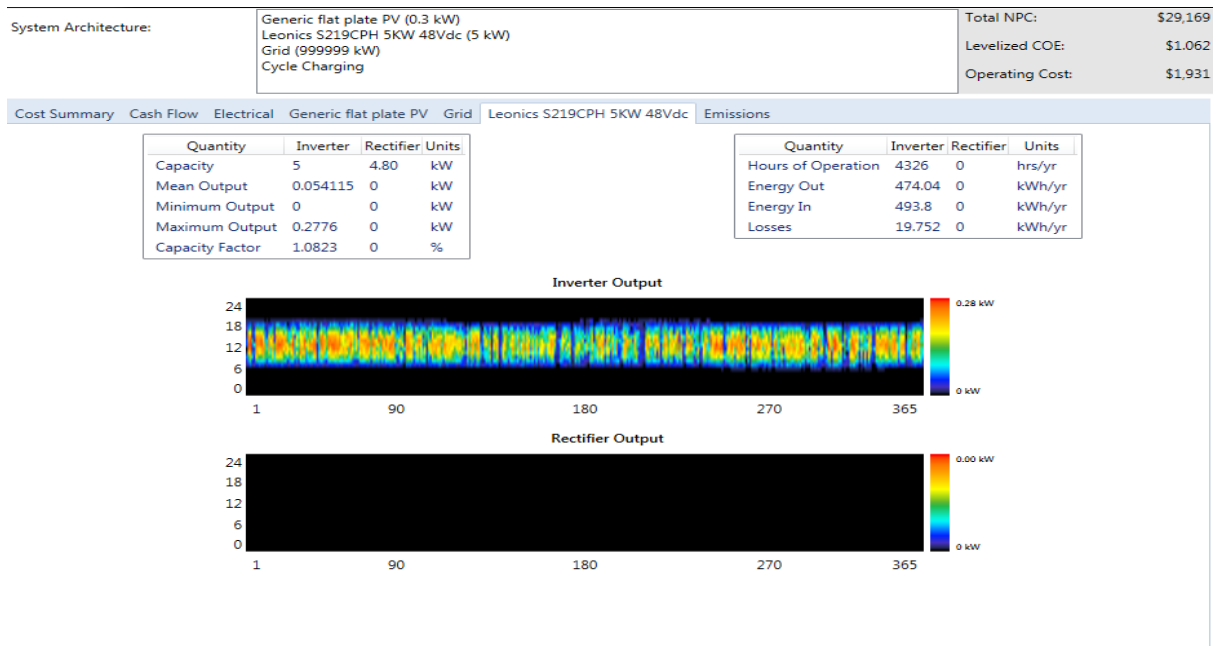 System Architecture:
Generic flat plate PV (0.3 kW)
Leonics S219CPH 5KW 48Vdc (5 kW)
Grid (999999 kW)
Cycle Charging
Total NPC: $29,169
Levelized COE: $1.062
Operating Cost: $1,931
Cost Summary Cash Flow Electrical Generic flat plate PV Grid Leonics S219CPH 5KW 48Vdc Emissions
Quantity Inverter Rectifier Units
Capacity 5 4.80 kW
Mean Output 0.054115 0 kW
Minimum Output 0 0 kW
Maximum Output 0.2776 0 kW
Capacity Factor 1.0823 0 %
Quantity Inverter Rectifier Units
Hours of Operation 4326 0 hrs/yr
Energy Out 474.04 0 kWh/yr
Energy In 493.8 0 kWh/yr
Losses 19.752 0 kWh/yr
Inverter Output
24
18
12
6
0
1 90 180 270 365
0.28 kW
0 kW
Rectifier Output
24
18
12
6
0
1 90 180 270 365
0.00 kW
0 kW